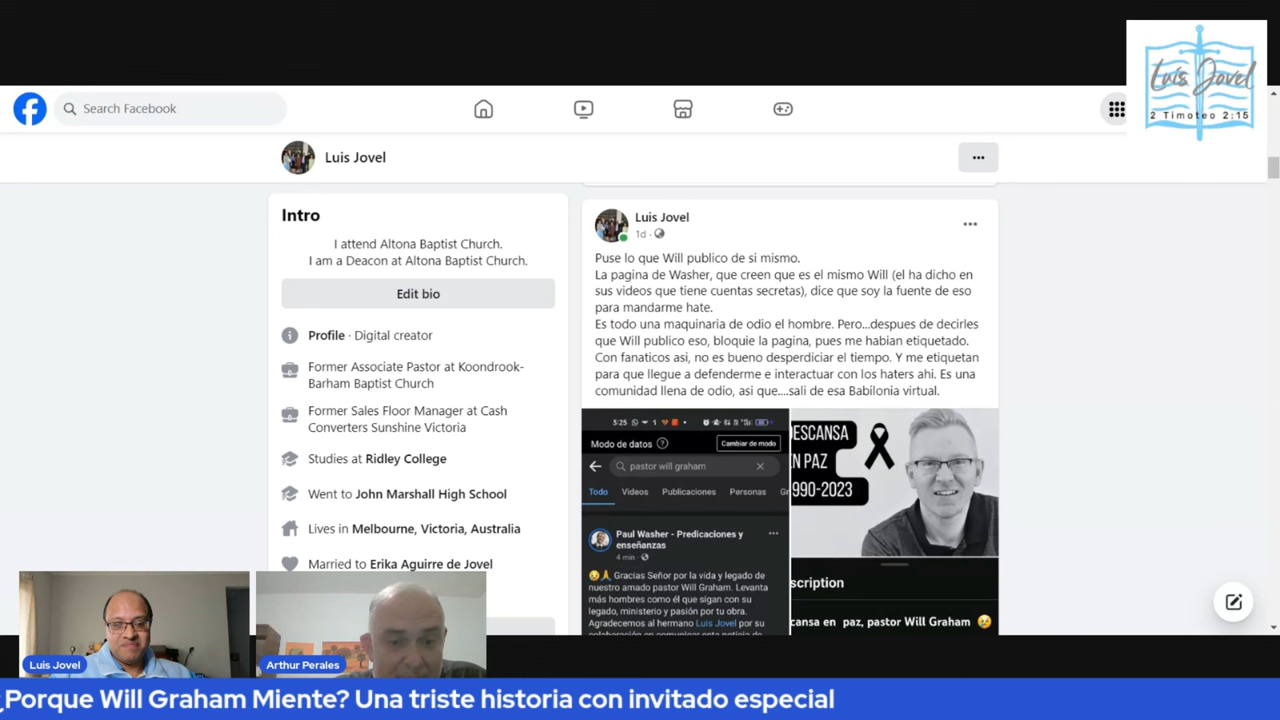 Luis Jovel
2 Timoteo 2:15
Search Facebook
Luis Jovel
Intro
I attend Altona Baptist Church.
I am a Deacon at Altona Baptist Church.
Edit bio
Profile · Digital creator
Former Associate Pastor at Koondrook-
Barham Baptist Church
Former Sales Floor Manager at Cash
Converters Sunshine Victoria
Studies at Ridley College
Went to John Marshall High School
Lives in Melbourne, Victoria, Australia
Married to Erika Aguirre de Jovel
Luis Jovel
1d ·
Puse lo que Will publico de si mismo.
La pagina de Washer, que creen que es el mismo Will (el ha dicho en
sus videos que tiene cuentas secretas), dice que soy la fuente de eso
para mandarme hate.
Es todo una maquinaria de odio el hombre. Pero...despues de decirles
que Will publico eso, bloquie la pagina, pues me habian etiquetado.
Con fanaticos asi, no es bueno desperdiciar el tiempo. Y me etiquetan
para que llegue a defenderme e interactuar con los haters ahi. Es una
comunidad llena de odio, asi que....sali de esa Babilonia virtual.
3:25
Modo de datos
Cambiar de modo
pastor will graham
Todo Videos Publicaciones Personas
Paul Washer - Predicaciones y
enseñanzas
4 min ·
Gracias Señor por la vida y legado de
nuestro amado pastor Will Graham. Levanta
más hombres como él que sigan con su
legado, ministerio y pasión por tu obra.
Agradecemos al hermano Luis Jovel por su
colaboración en comunicar esta noticia de
ESCANSA
N PAZ
990-2023
scription
cansa en paz, pastor Will Graham
Luis Jovel
Arthur Perales
¿Porque Will Graham Miente? Una triste historia con invitado especial